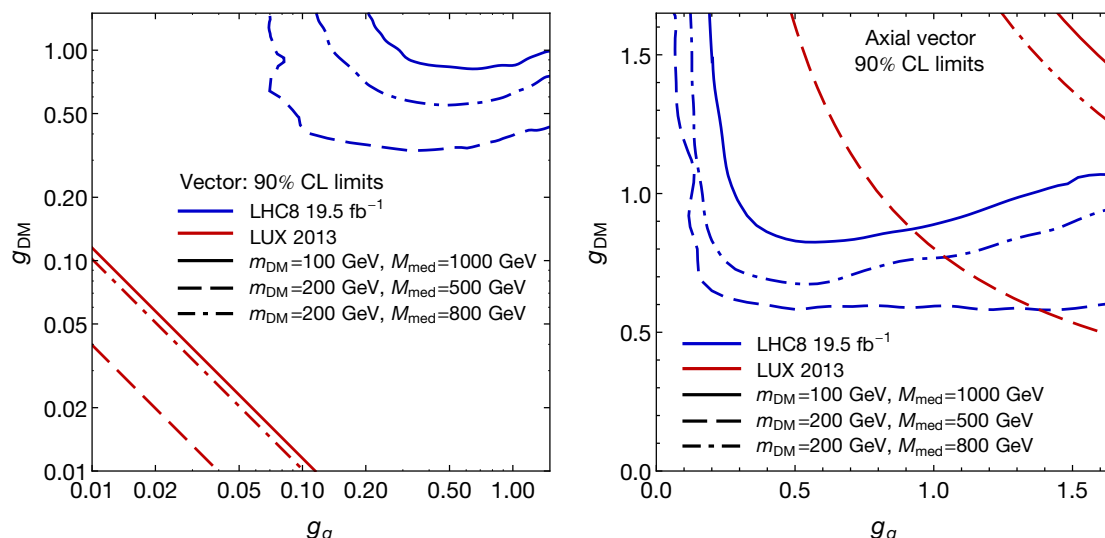 1.00
0.50
0.20
0.10
0.05
0.02
0.01
g_DM
Vector: 90% CL limits
LHC8 19.5 fb⁻¹
LUX 2013
m_DM=100 GeV, M_med=1000 GeV
m_DM=200 GeV, M_med=500 GeV
m_DM=200 GeV, M_med=800 GeV
0.01 0.02 0.05 0.10 0.20 0.50 1.00
g_q
1.5
1.0
0.5
0.0
g_DM
Axial vector
90% CL limits
LHC8 19.5 fb⁻¹
LUX 2013
m_DM=100 GeV, M_med=1000 GeV
m_DM=200 GeV, M_med=500 GeV
m_DM=200 GeV, M_med=800 GeV
0.0 0.5 1.0 1.5
g_q